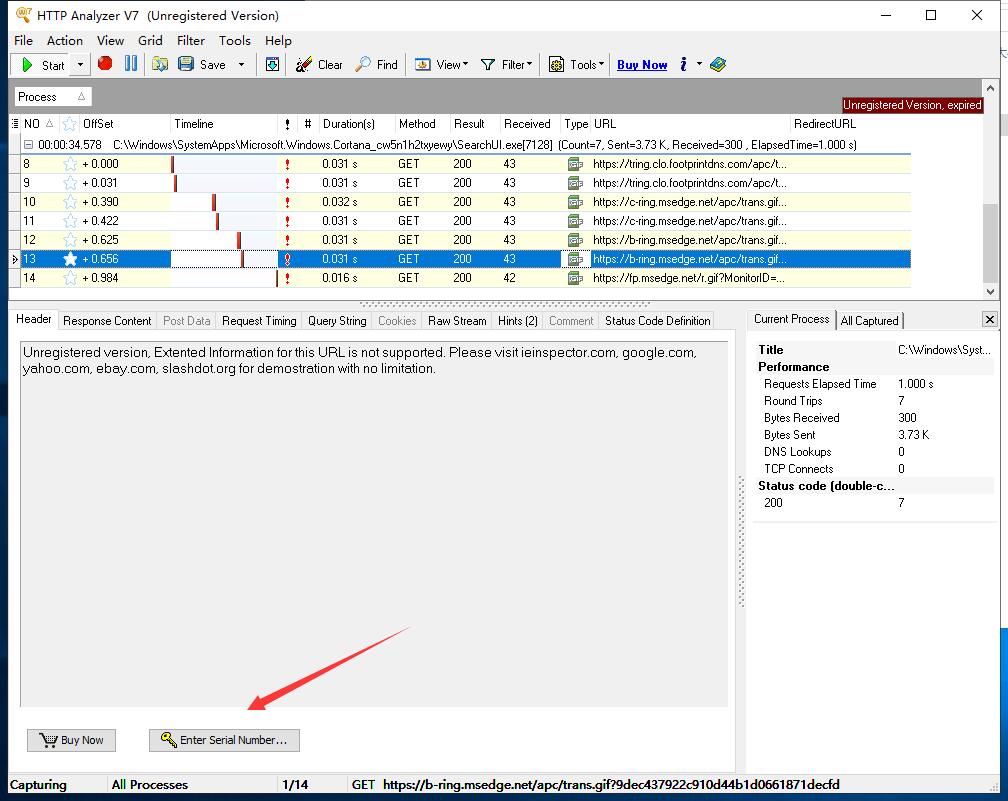 HTTP Analyzer V7 (Unregistered Version)
File Action View Grid Filter Tools Help
Start Save Clear Find View Filter Tools Buy Now i
Process
Unregistered Version, expired
NO OffSet Timeline ! # Duration(s) Method Result Received Type URL RedirectURL
00:00:34.578 C:\Windows\SystemApps\Microsoft.Windows.Cortana_cw5n1h2txyewy\SearchUI.exe[7128] (Count=7, Sent=3.73 K, Received=300 , ElapsedTime=1.000 s)
8 + 0.000 ! 0.031 s GET 200 43 https://tring.clo.footprintdns.com/apc/t...
9 + 0.031 ! 0.031 s GET 200 43 https://tring.clo.footprintdns.com/apc/t...
10 + 0.390 ! 0.032 s GET 200 43 https://c-ring.msedge.net/apc/trans.gif...
11 + 0.422 ! 0.031 s GET 200 43 https://c-ring.msedge.net/apc/trans.gif...
12 + 0.625 ! 0.031 s GET 200 43 https://b-ring.msedge.net/apc/trans.gif...
13 + 0.656 ! 0.031 s GET 200 43 https://b-ring.msedge.net/apc/trans.gif...
14 + 0.984 ! 0.016 s GET 200 42 https://fp.msedge.net/r.gif?MonitorID=...
Header Response Content Post Data Request Timing Query String Cookies Raw Stream Hints (2) Comment Status Code Definition
Unregistered version, Extented Information for this URL is not supported. Please visit ieinspector.com, google.com,
yahoo.com, ebay.com, slashdot.org for demostration with no limitation.
Buy Now Enter Serial Number...
Current Process All Captured
Title C:\Windows\Syst...
Performance
Requests Elapsed Time 1.000 s
Round Trips 7
Bytes Received 300
Bytes Sent 3.73 K
DNS Lookups 0
TCP Connects 0
Status code (double-c...
200 7
Capturing All Processes 1/14 GET https://b-ring.msedge.net/apc/trans.gif?9dec437922c910d44b1d0661871decfd